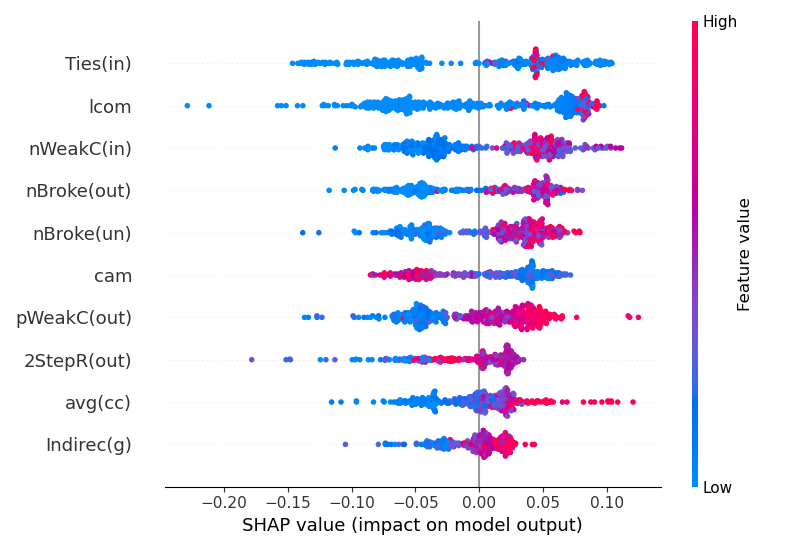 High
Ties(in)
lcom
nWeakC(in)
nBroke(out)
nBroke(un)
cam
pWeakC(out)
2StepR(out)
avg(cc)
Indirec(g)
Feature value
Low
−0.20 −0.15 −0.10 −0.05 0.00 0.05 0.10
SHAP value (impact on model output)